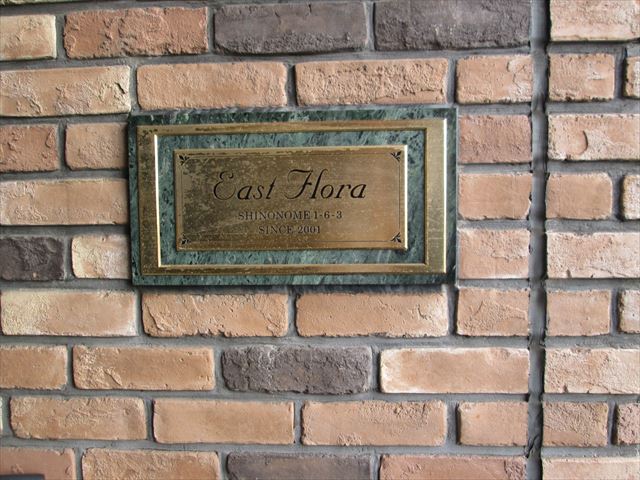 East Flora
SHINONOME 1-6-3
SINCE 2001